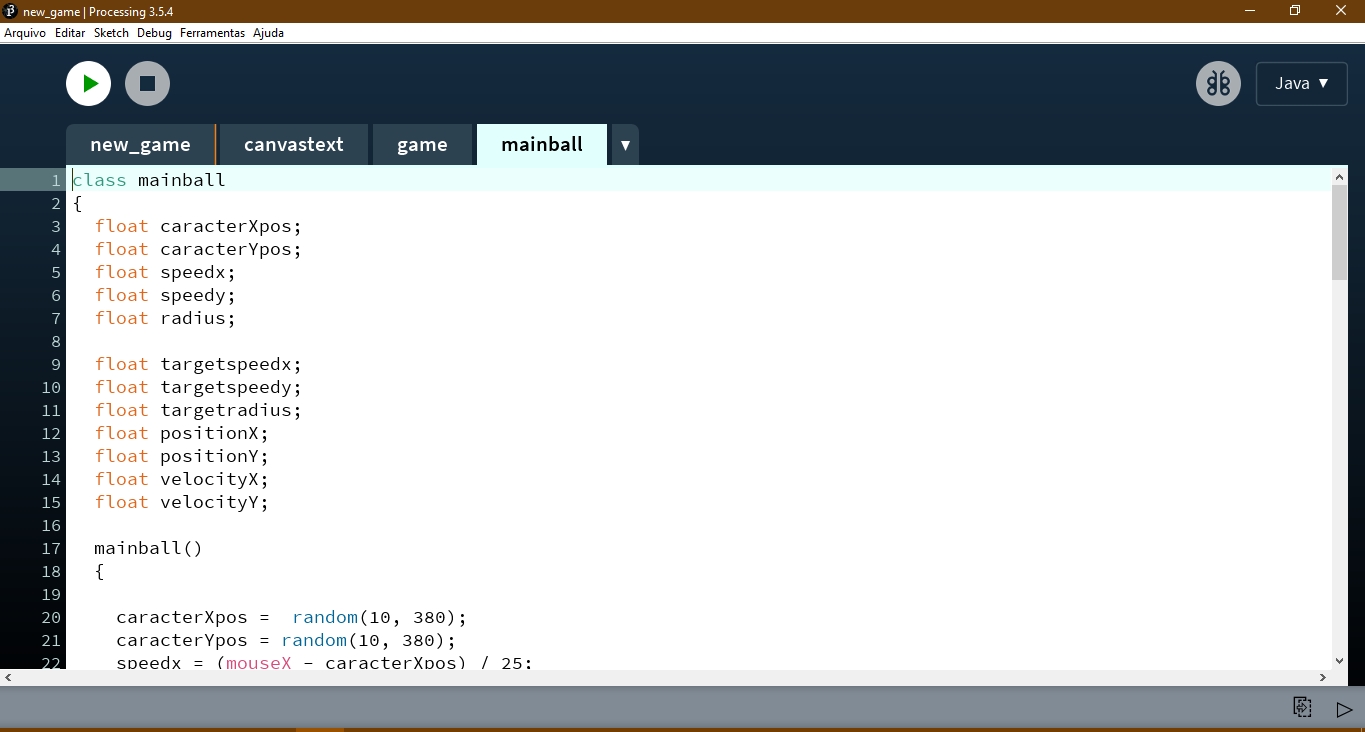 new_game | Processing 3.5.4
Arquivo Editar Sketch Debug Ferramentas Ajuda
Java ▼
new_game canvastext game mainball ▼
1 class mainball
2 {
3 float caracterXpos;
4 float caracterYpos;
5 float speedx;
6 float speedy;
7 float radius;
8
9 float targetspeedx;
10 float targetspeedy;
11 float targetradius;
12 float positionX;
13 float positionY;
14 float velocityX;
15 float velocityY;
16
17 mainball()
18 {
19
20 caracterXpos =  random(10, 380);
21 caracterYpos = random(10, 380);
22 speedx = (mouseX - caracterXpos) / 25;